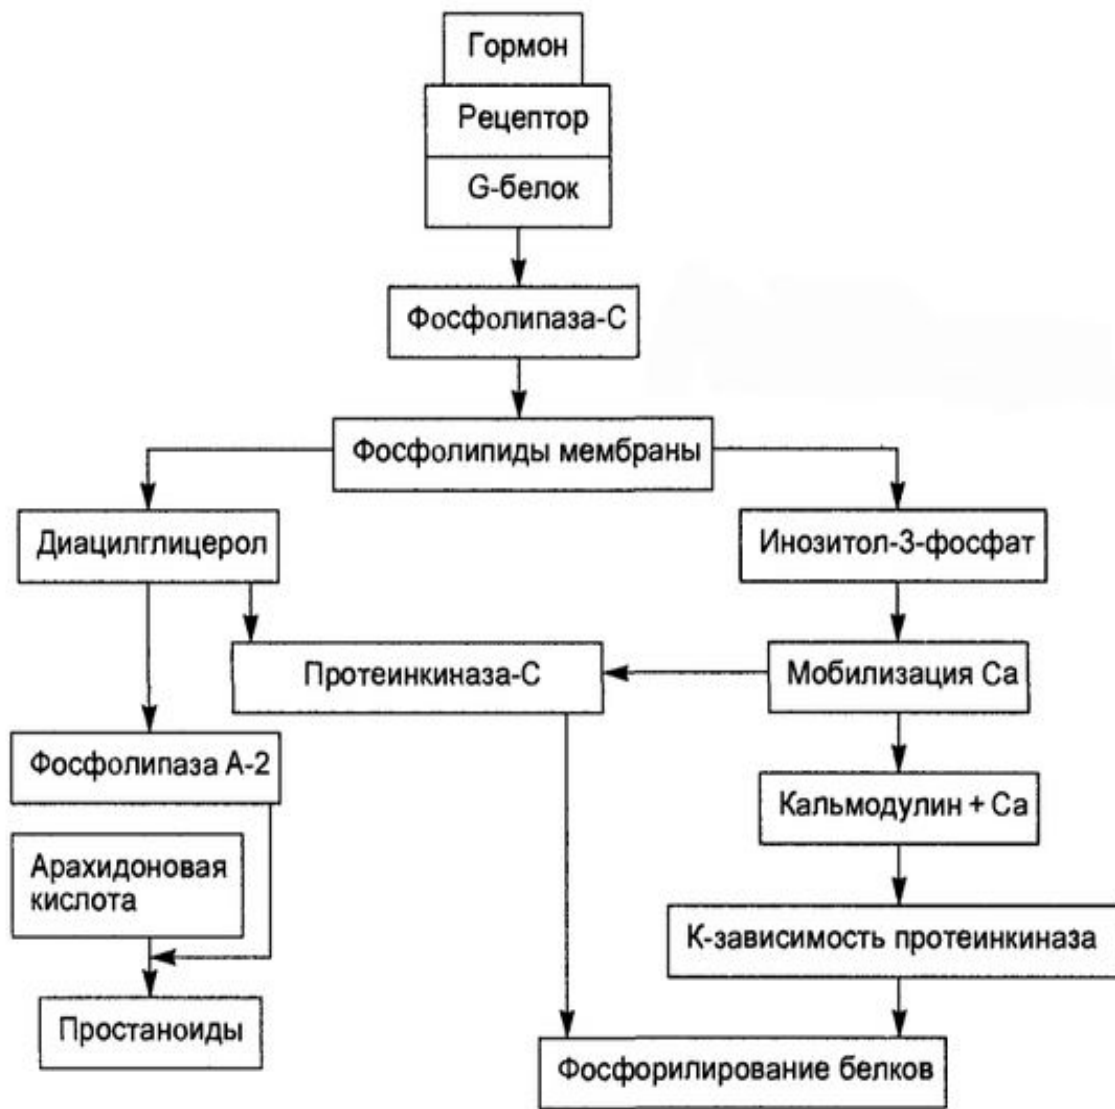 Гормон
Рецептор
G-белок
Фосфолипаза-С
Фосфолипиды мембраны
Диацилглицерол
Инозитол-3-фосфат
Протеинкиназа-С
Мобилизация Са
Фосфолипаза А-2
Кальмодулин + Са
Арахидоновая
кислота
К-зависимость протеинкиназа
Простаноиды
Фосфорилирование белков